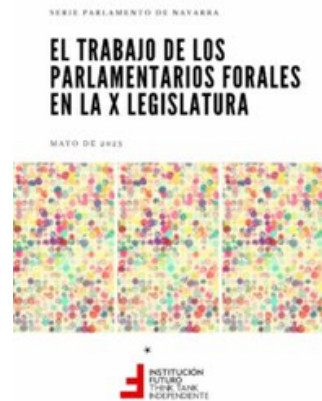 SERIE PARLAMENTO DE NAVARRA
EL TRABAJO DE LOS
PARLAMENTARIOS FORALES
EN LA X LEGISLATURA
MAYO DE 2023
*
INSTITUCIÓN
FUTURO
THINK TANK
INDEPENDIENTE